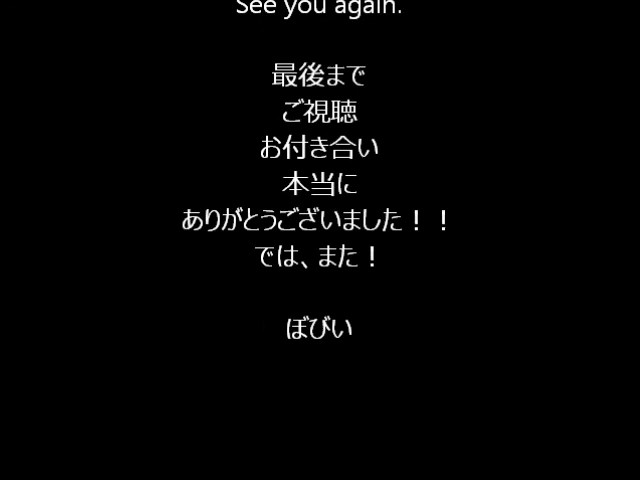 See you again.
最後まで
ご視聴
お付き合い
本当に
ありがとうございました！！
では、また！
ぼびい